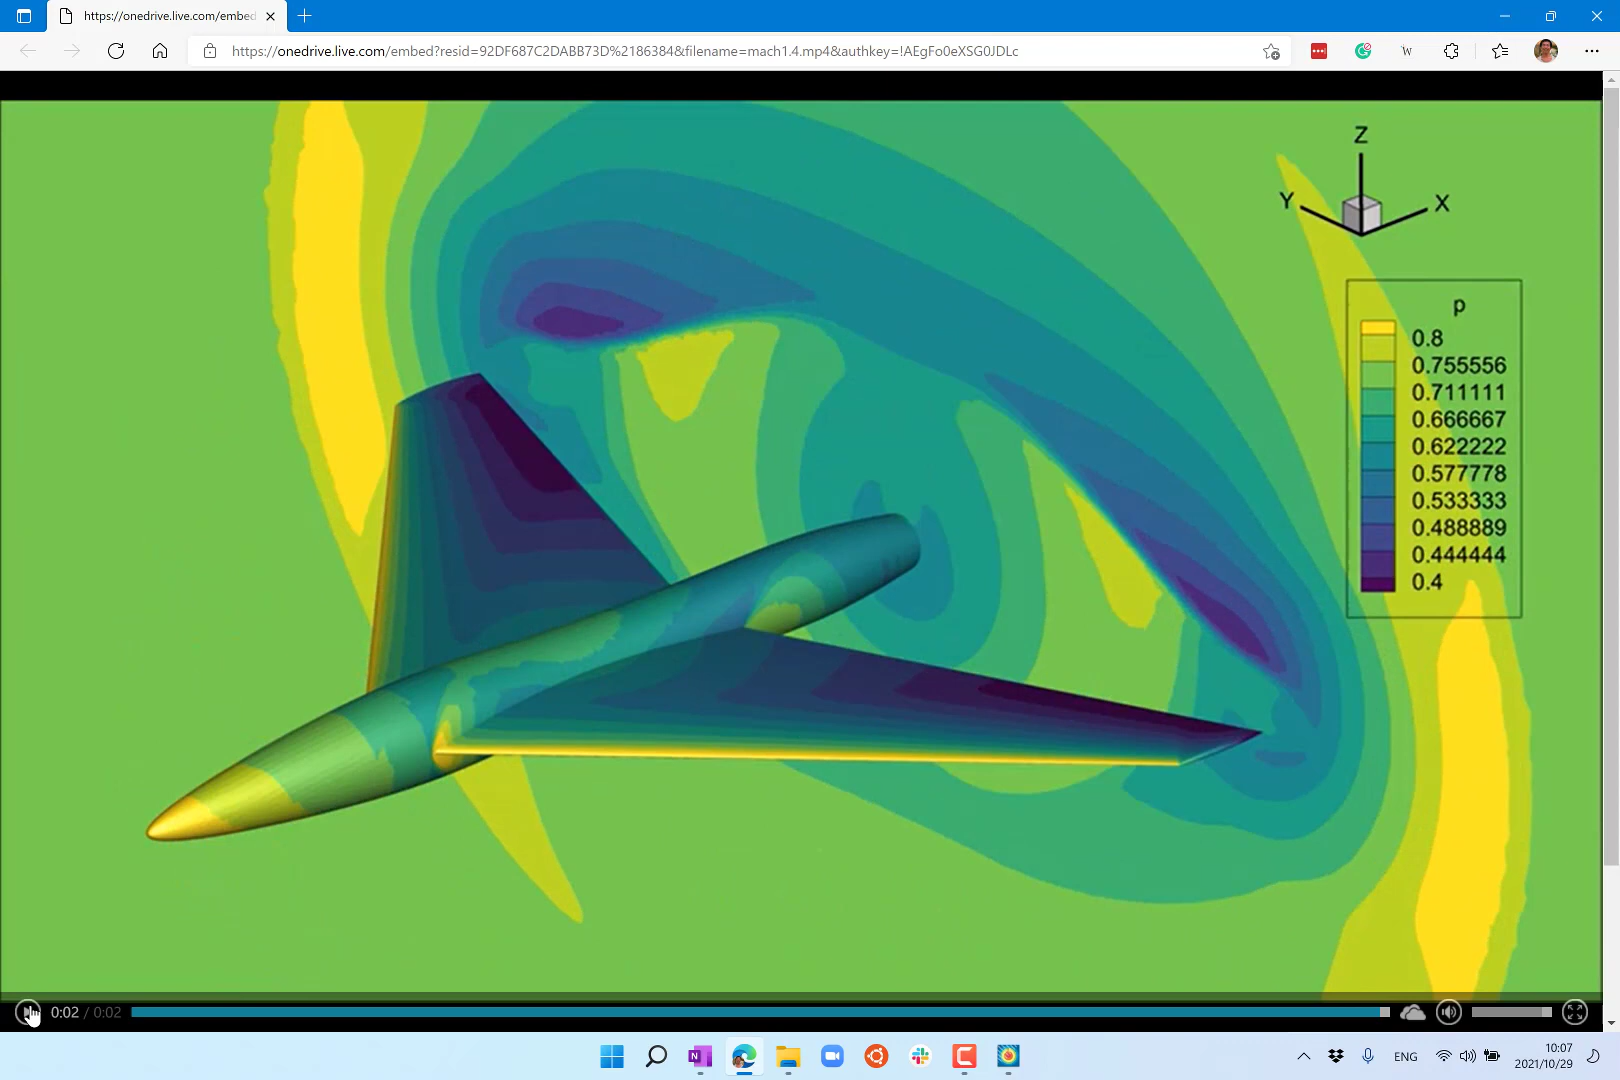 https://onedrive.live.com/embed
https://onedrive.live.com/embed?resid=92DF687C2DABB73D%2186384&filename=mach1.4.mp4&authkey=!AEgFo0eXSG0JDLc
W
Z
Y
X
p
0.8
0.755556
0.711111
0.666667
0.622222
0.577778
0.533333
0.488889
0.444444
0.4
0:02 / 0:02
N
ENG
10:07
2021/10/29